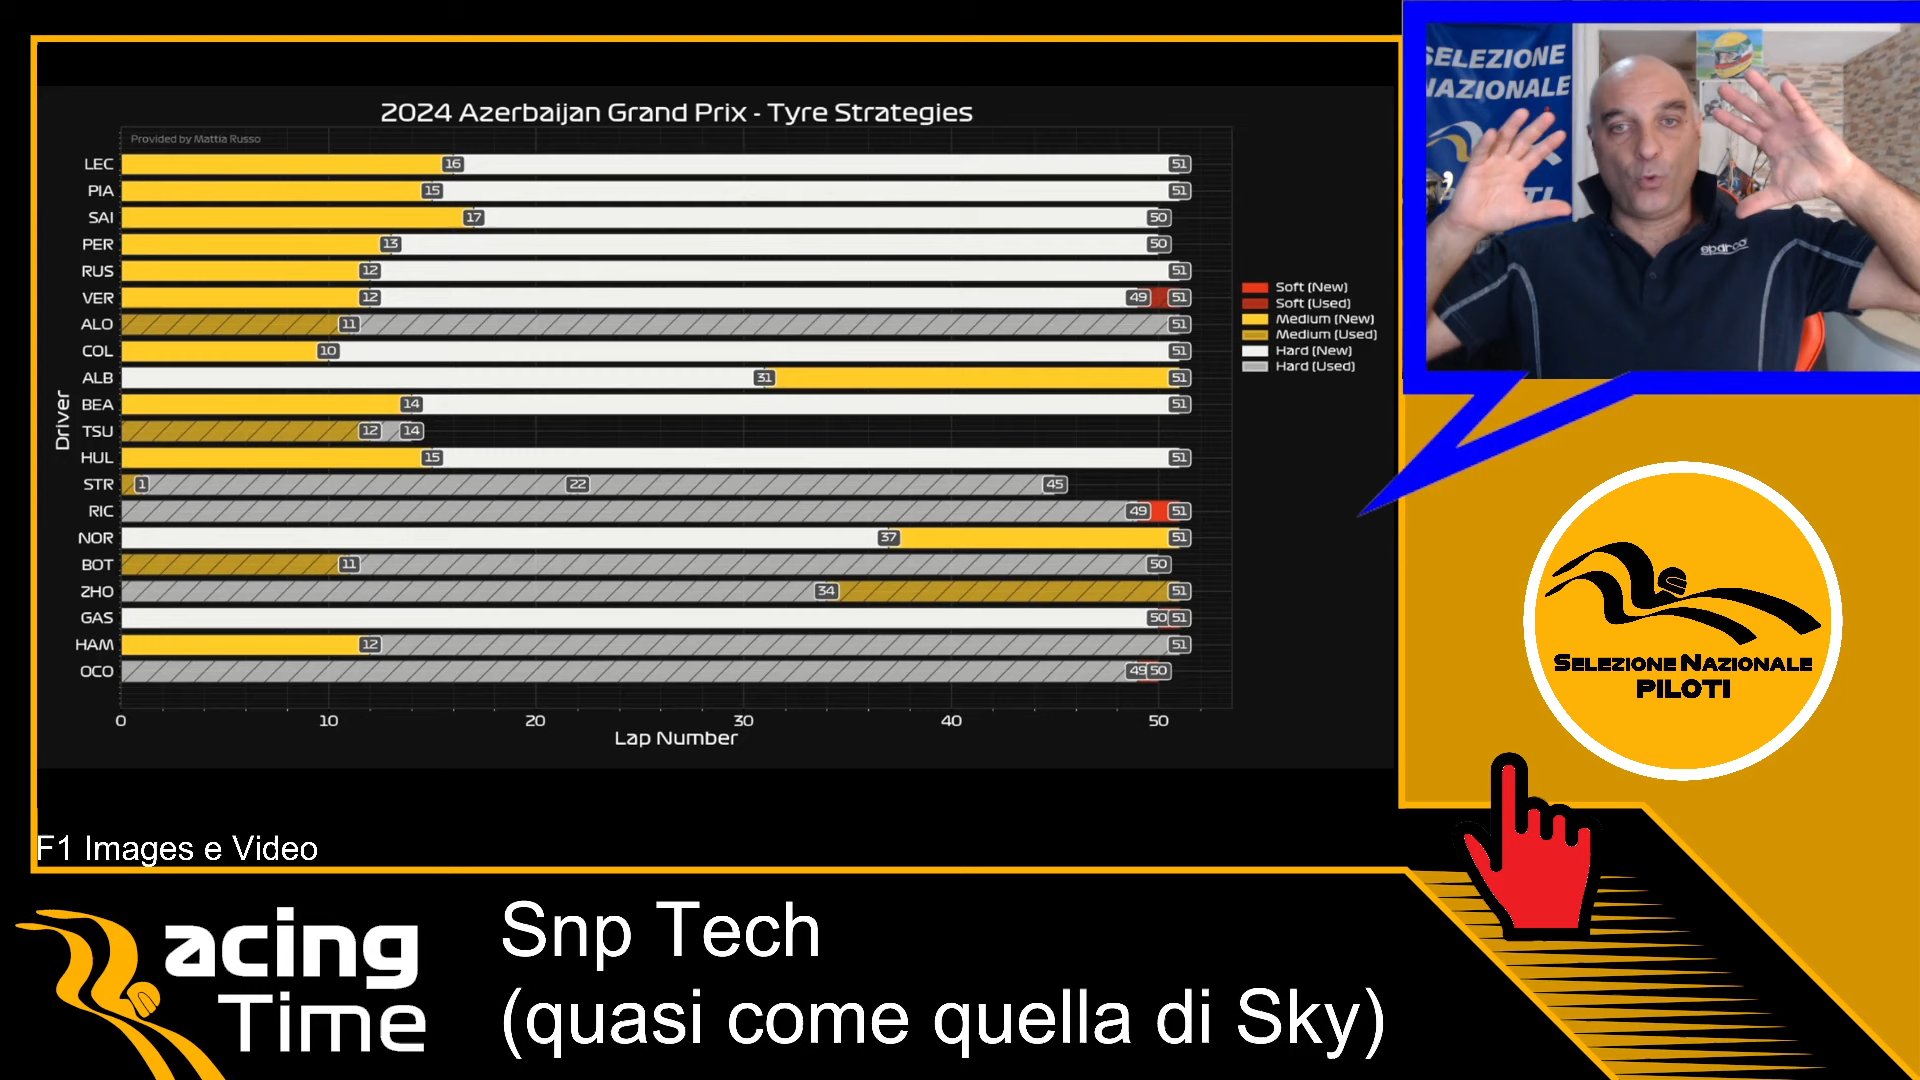 2024 Azerbaijan Grand Prix - Tyre Strategies
Provided by Mattia Russo
LEC 16 51
PIA 15 51
SAI 17 50
PER 13 50
RUS 12 51
VER 12 49 51
ALO 11 51
COL 10 51
ALB 31 51
BEA 14 51
TSU 12 14
HUL 15 51
STR 1 22 45
RIC 49 51
NOR 37 51
BOT 11 50
ZHO 34 51
GAS 50 51
HAM 12 51
OCO 49 50
Driver
0 10 20 30 40 50
Lap Number
Soft (New)
Soft (Used)
Medium (New)
Medium (Used)
Hard (New)
Hard (Used)
SELEZIONE
NAZIONALE
sparco
SELEZIONE NAZIONALE
PILOTI
F1 Images e Video
Racing
Time
Snp Tech
(quasi come quella di Sky)